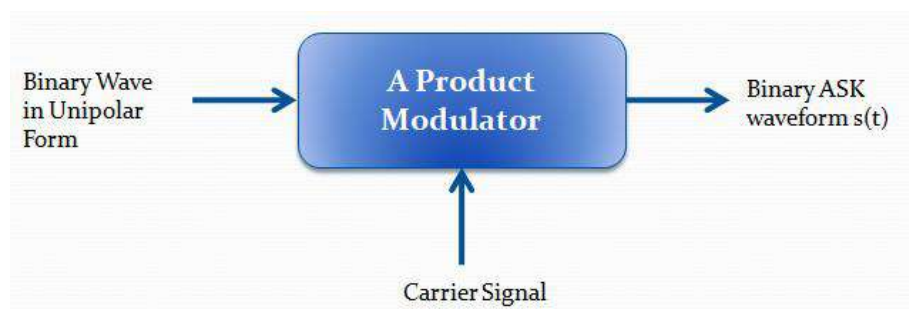 Binary Wave
in Unipolar
Form
A Product
Modulator
Binary ASK
waveform s(t)
Carrier Signal